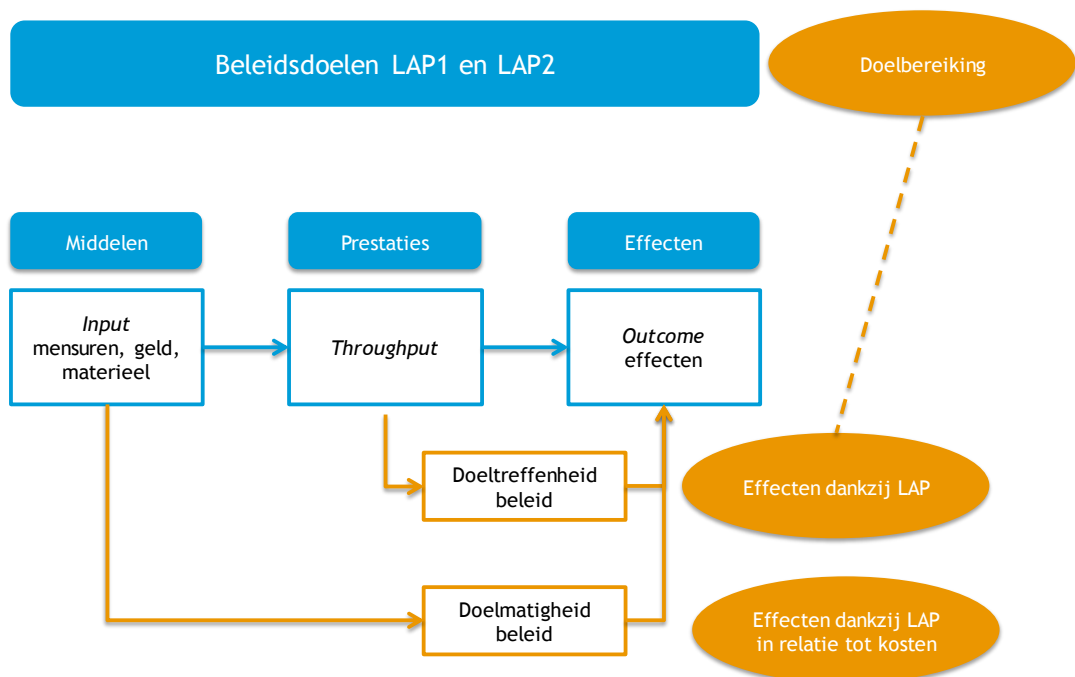 Beleidsdoelen LAP1 en LAP2
Doelbereiking
Middelen
Prestaties
Effecten
Input
mensuren, geld,
materieel
Throughput
Outcome
effecten
Doeltreffenheid
beleid
Effecten dankzij LAP
Doelmatigheid
beleid
Effecten dankzij LAP
in relatie tot kosten